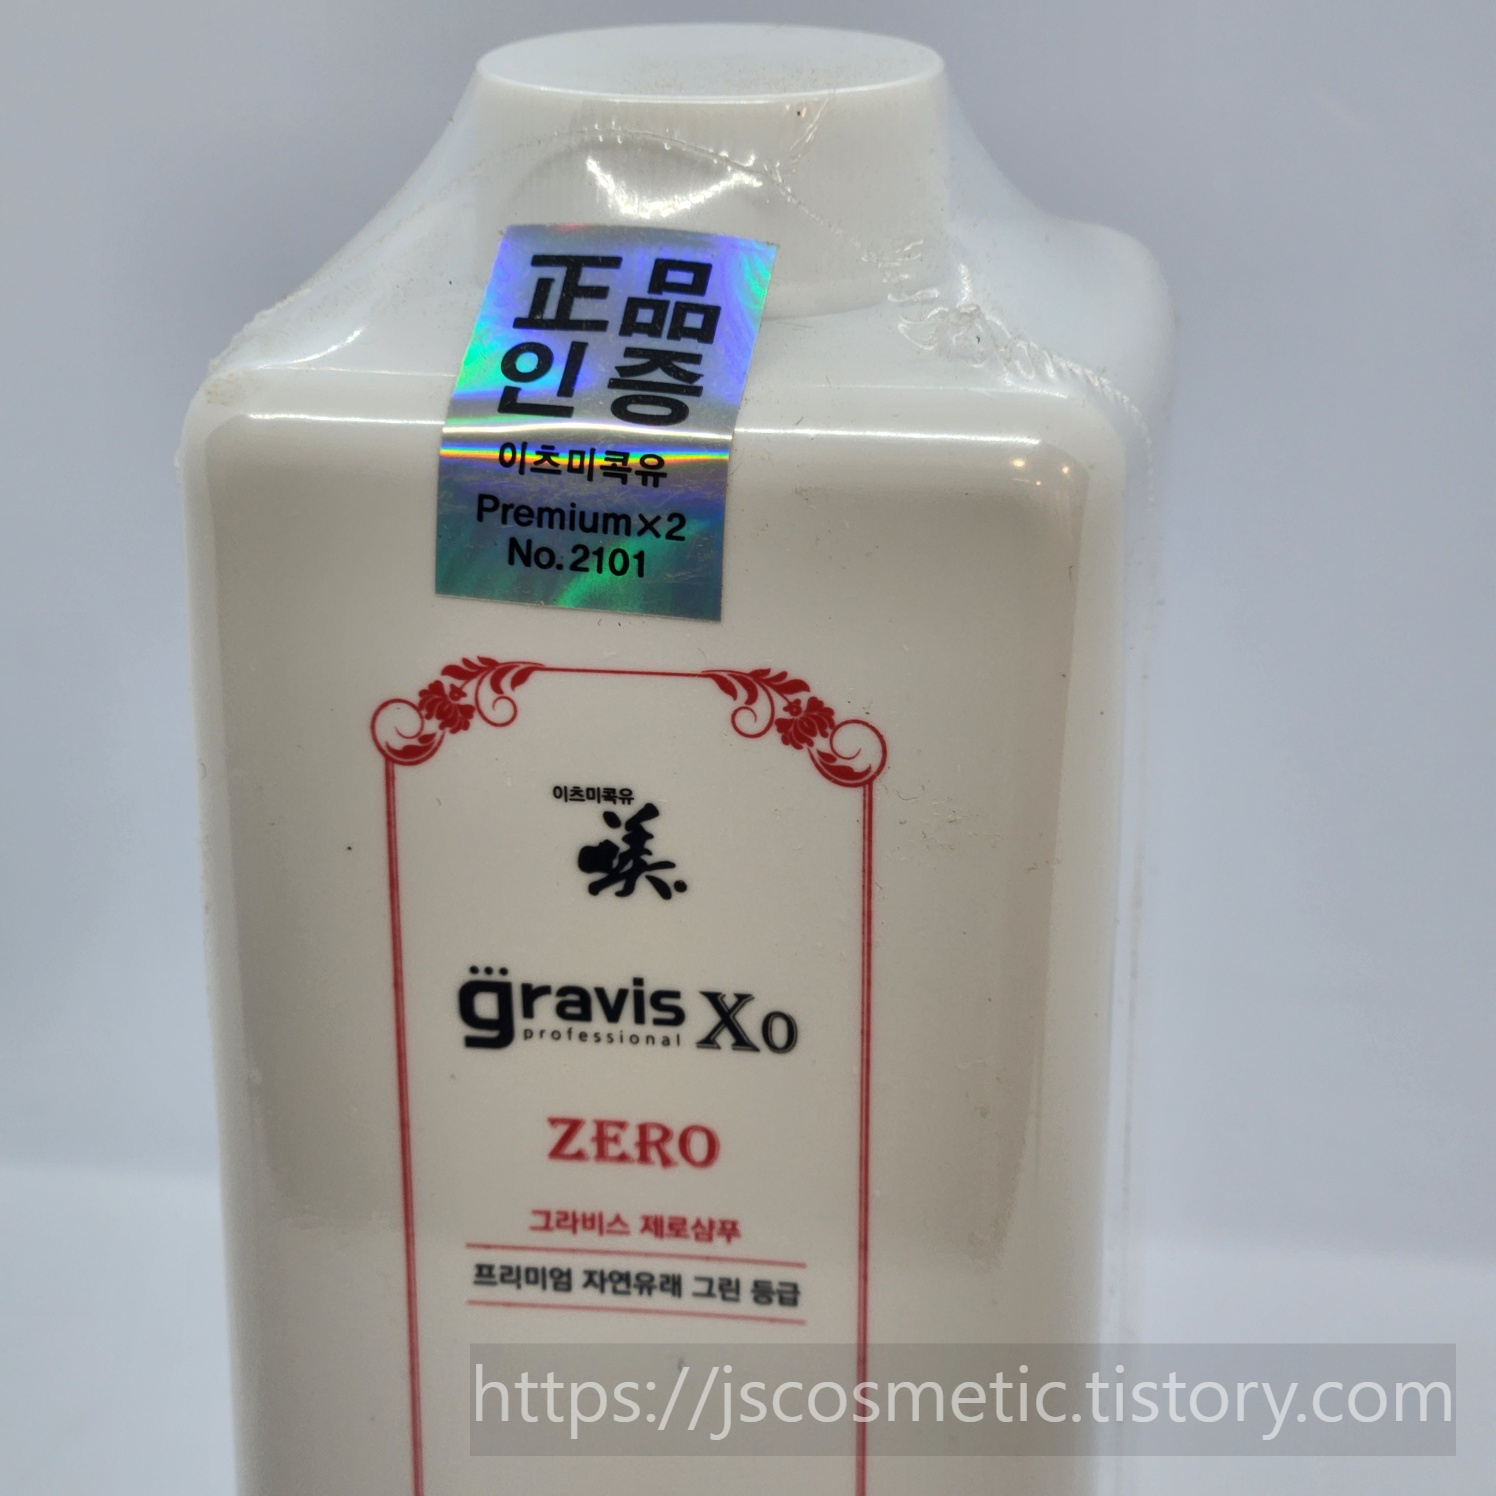 正品
인증
이츠미콕유
Premium×2
No.2101
이츠미콕유
美
gravis Xo
professional
ZERO
그라비스 제로샴푸
프리미엄 자연유래 그린 등급
https://jscosmetic.tistory.com